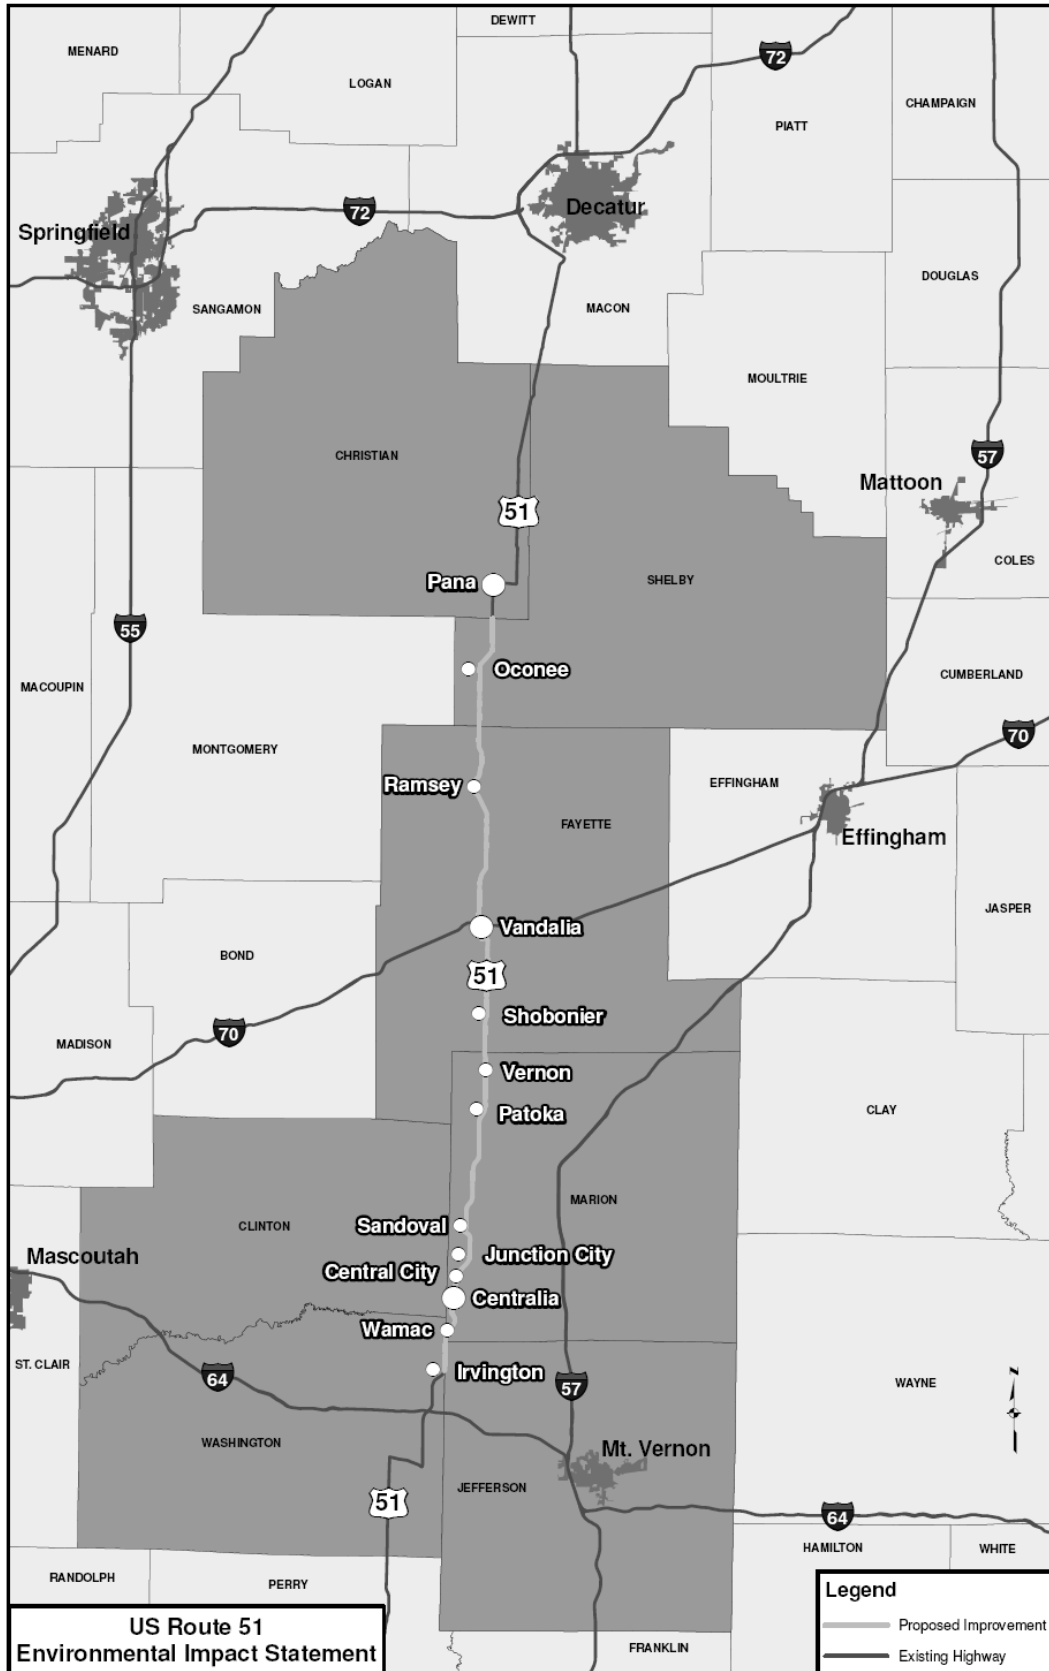 DEWITT
MENARD
LOGAN
72
CHAMPAIGN
PIATT
Springfield
72
Decatur
DOUGLAS
SANGAMON
MACON
MOULTRIE
CHRISTIAN
57
Mattoon
51
COLES
Pana
SHELBY
55
Oconee
MACOUPIN
CUMBERLAND
MONTGOMERY
70
Ramsey
EFFINGHAM
FAYETTE
Effingham
JASPER
Vandalia
BOND
51
Shobonier
70
MADISON
Vernon
Patoka
CLAY
MARION
Sandoval
CLINTON
Mascoutah
Junction City
Central City
Centralia
Wamac
ST. CLAIR
Irvington
64
57
WAYNE
N
WASHINGTON
Mt. Vernon
JEFFERSON
51
64
HAMILTON
WHITE
RANDOLPH
PERRY
Legend
US Route 51
Environmental Impact Statement
Proposed Improvement
FRANKLIN
Existing Highway